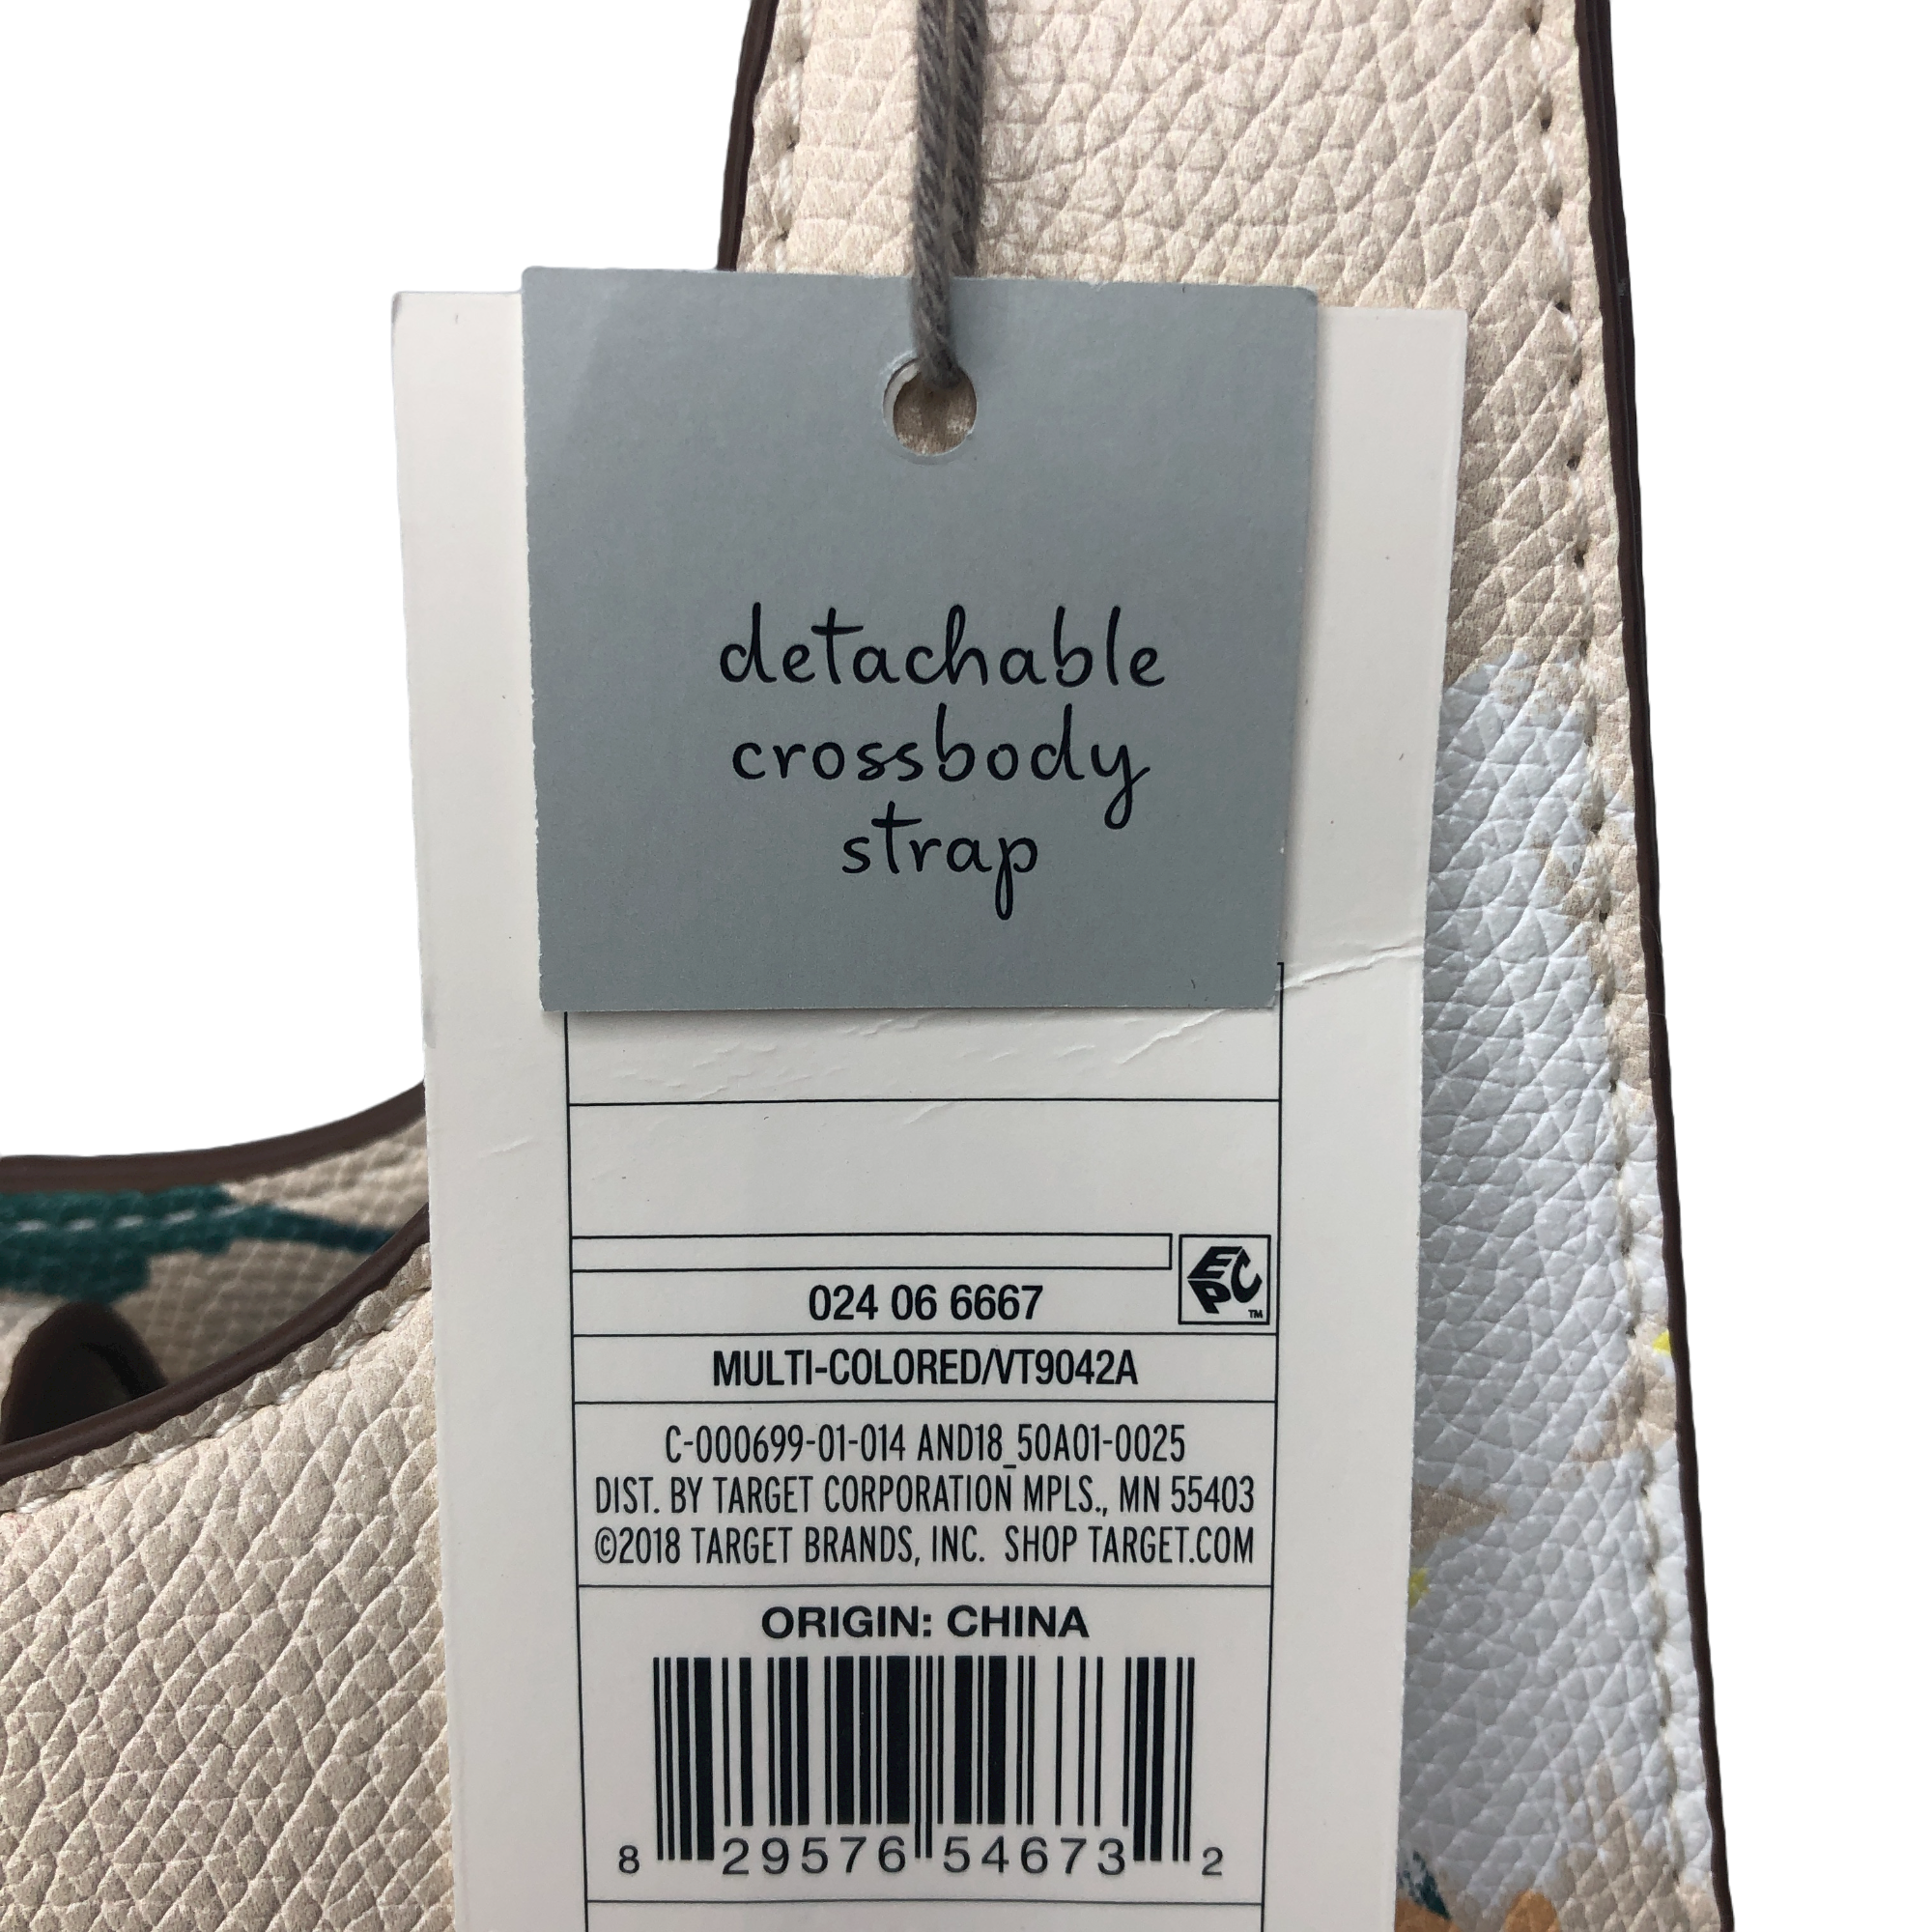 detachable
crossbody
strap
EPC
™
024 06 6667
MULTI-COLORED/VT9042A
C-000699-01-014 AND18_50A01-0025
DIST. BY TARGET CORPORATION MPLS., MN 55403
©2018 TARGET BRANDS, INC. SHOP TARGET.COM
ORIGIN: CHINA
8 29576 54673 2